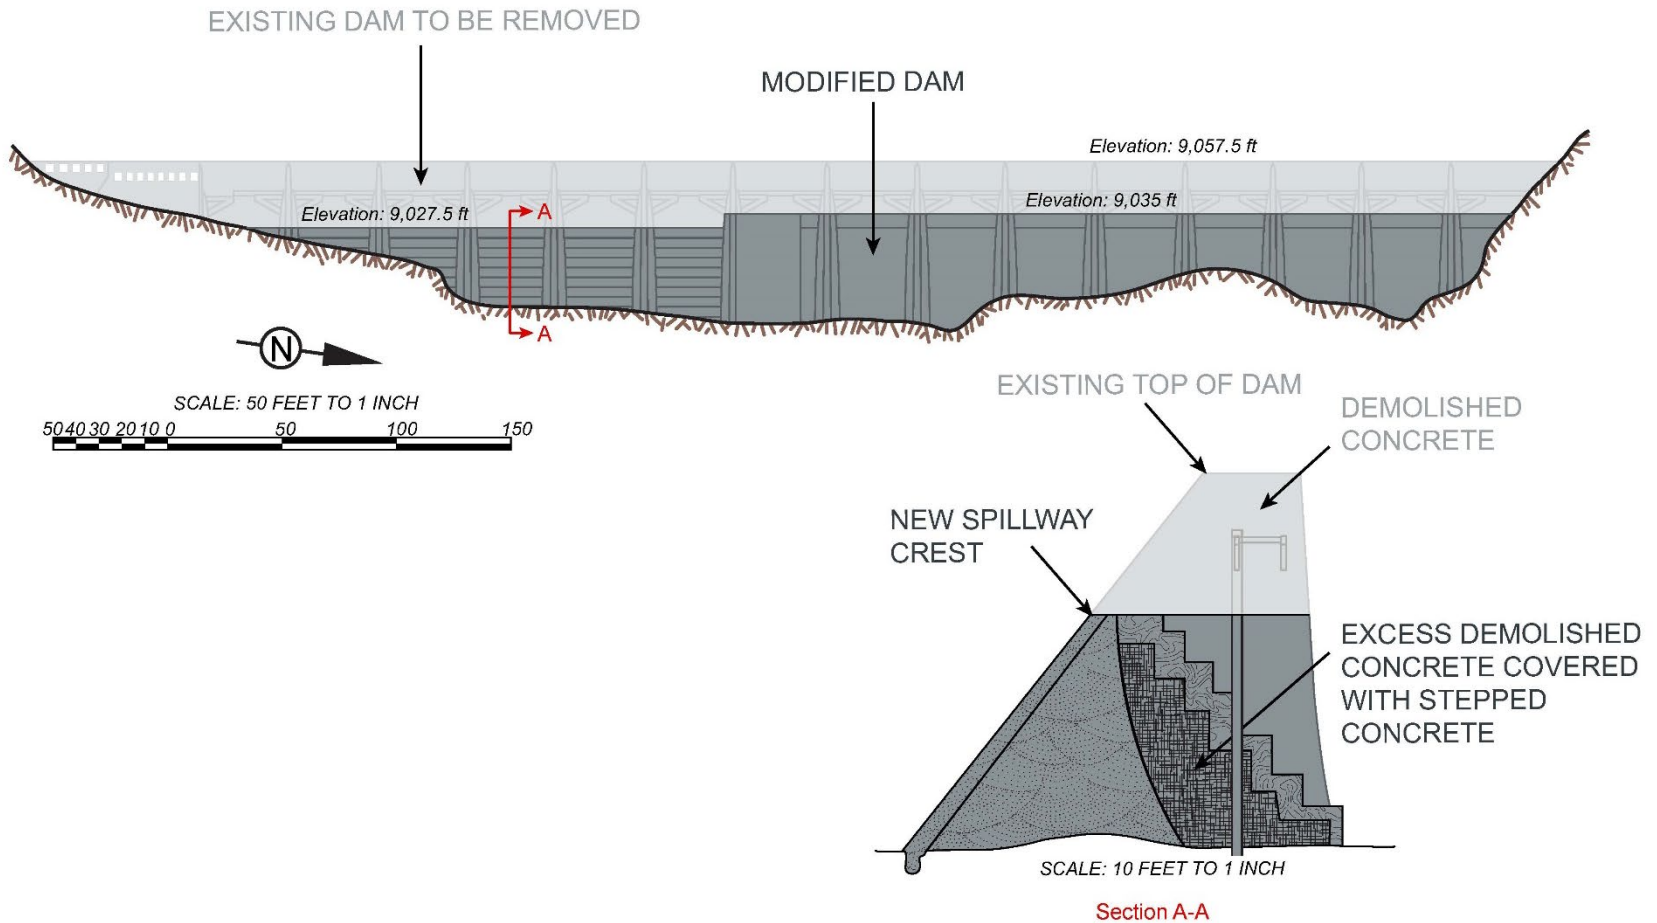 EXISTING DAM TO BE REMOVED
MODIFIED DAM
Elevation: 9,057.5 ft
Elevation: 9,027.5 ft
A
Elevation: 9,035 ft
A
N
SCALE: 50 FEET TO 1 INCH
50 40 30 20 10 0 50 100 150
EXISTING TOP OF DAM
DEMOLISHED
CONCRETE
NEW SPILLWAY
CREST
EXCESS DEMOLISHED
CONCRETE COVERED
WITH STEPPED
CONCRETE
SCALE: 10 FEET TO 1 INCH
Section A-A